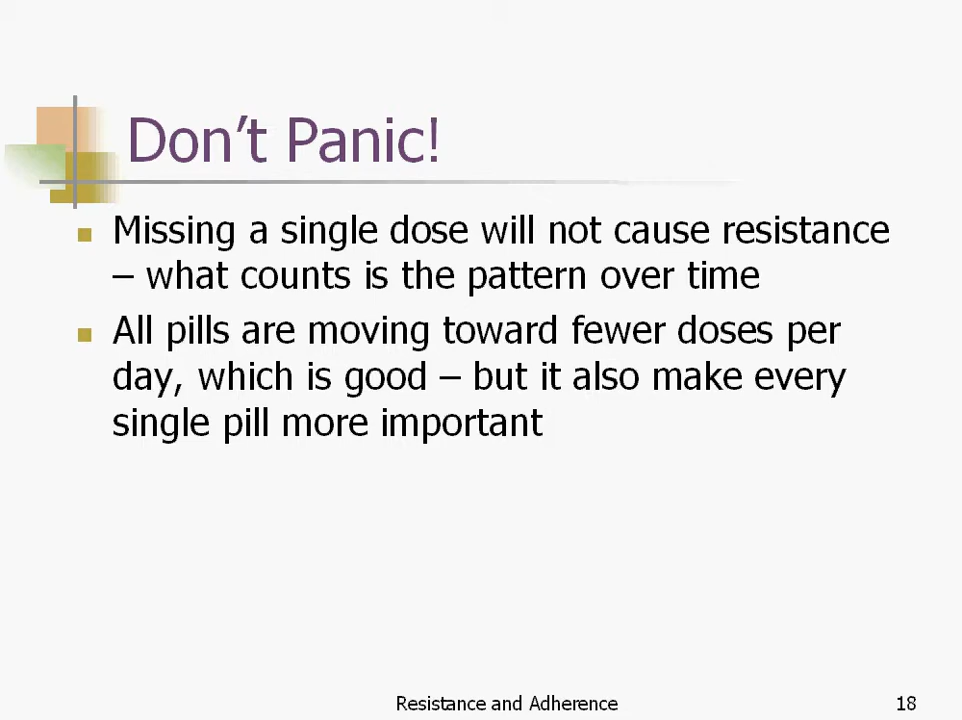 Don't Panic!
Missing a single dose will not cause resistance
– what counts is the pattern over time
All pills are moving toward fewer doses per
day, which is good – but it also make every
single pill more important
Resistance and Adherence
18